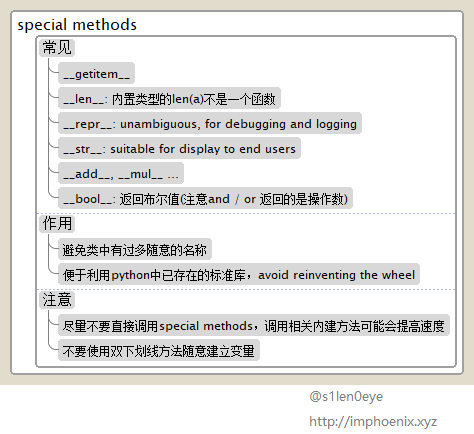 special methods
常见
__getitem__
__len__: 内置类型的len(a)不是一个函数
__repr__: unambiguous, for debugging and logging
__str__: suitable for display to end users
__add__, __mul__ ...
__bool__: 返回布尔值(注意and / or 返回的是操作数)
作用
避免类中有过多随意的名称
便于利用python中已存在的标准库，avoid reinventing the wheel
注意
尽量不要直接调用special methods，调用相关内建方法可能会提高速度
不要使用双下划线方法随意建立变量
@s1len0eye
http://imphoenix.xyz